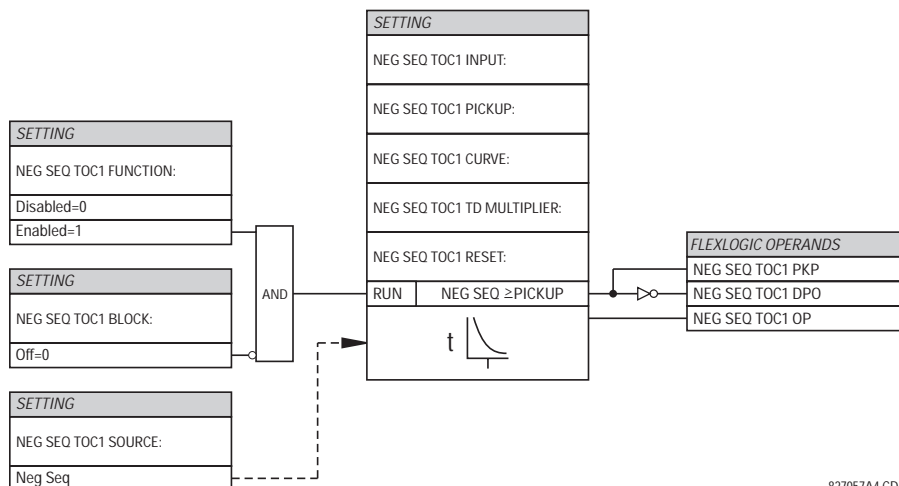 SETTING
NEG SEQ TOC1 FUNCTION:
Disabled=0
Enabled=1
SETTING
NEG SEQ TOC1 BLOCK:
Off=0
SETTING
NEG SEQ TOC1 SOURCE:
Neg Seq
AND
SETTING
NEG SEQ TOC1 INPUT:
NEG SEQ TOC1 PICKUP:
NEG SEQ TOC1 CURVE:
NEG SEQ TOC1 TD MULTIPLIER:
NEG SEQ TOC1 RESET:
RUN NEG SEQ ≥PICKUP
t
FLEXLOGIC OPERANDS
NEG SEQ TOC1 PKP
NEG SEQ TOC1 DPO
NEG SEQ TOC1 OP
827057A4.CD